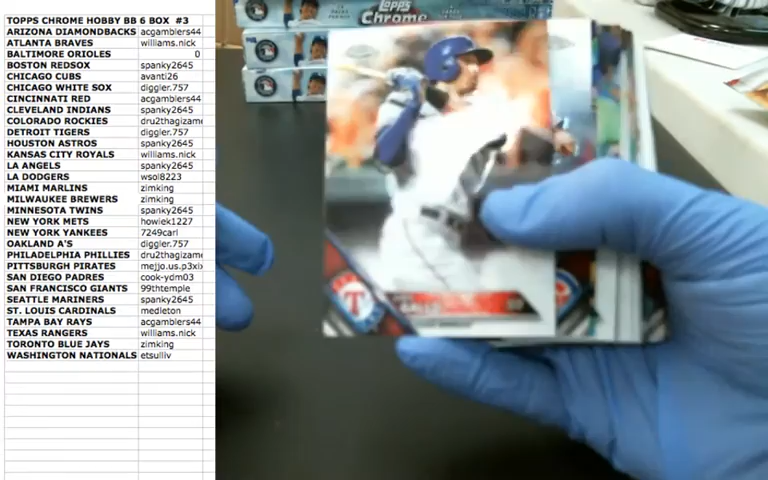 TOPPS CHROME HOBBY BB 6 BOX #3
ARIZONA DIAMONDBACKS acgamblers44
ATLANTA BRAVES williams.nick
BALTIMORE ORIOLES 0
BOSTON REDSOX spanky2645
CHICAGO CUBS avanti26
CHICAGO WHITE SOX diggler.757
CINCINNATI RED acgamblers44
CLEVELAND INDIANS spanky2645
COLORADO ROCKIES dru2thagizame
DETROIT TIGERS diggler.757
HOUSTON ASTROS spanky2645
KANSAS CITY ROYALS williams.nick
LA ANGELS spanky2645
LA DODGERS wsol8223
MIAMI MARLINS zimking
MILWAUKEE BREWERS zimking
MINNESOTA TWINS spanky2645
NEW YORK METS howiek1227
NEW YORK YANKEES 7249carl
OAKLAND A'S diggler.757
PHILADELPHIA PHILLIES dru2thagizame
PITTSBURGH PIRATES mejjo.us.p3xix
SAN DIEGO PADRES cook-ydm03
SAN FRANCISCO GIANTS 99thtemple
SEATTLE MARINERS spanky2645
ST. LOUIS CARDINALS medleton
TAMPA BAY RAYS acgamblers44
TEXAS RANGERS williams.nick
TORONTO BLUE JAYS zimking
WASHINGTON NATIONALS etsulliv
Topps
Chrome
T